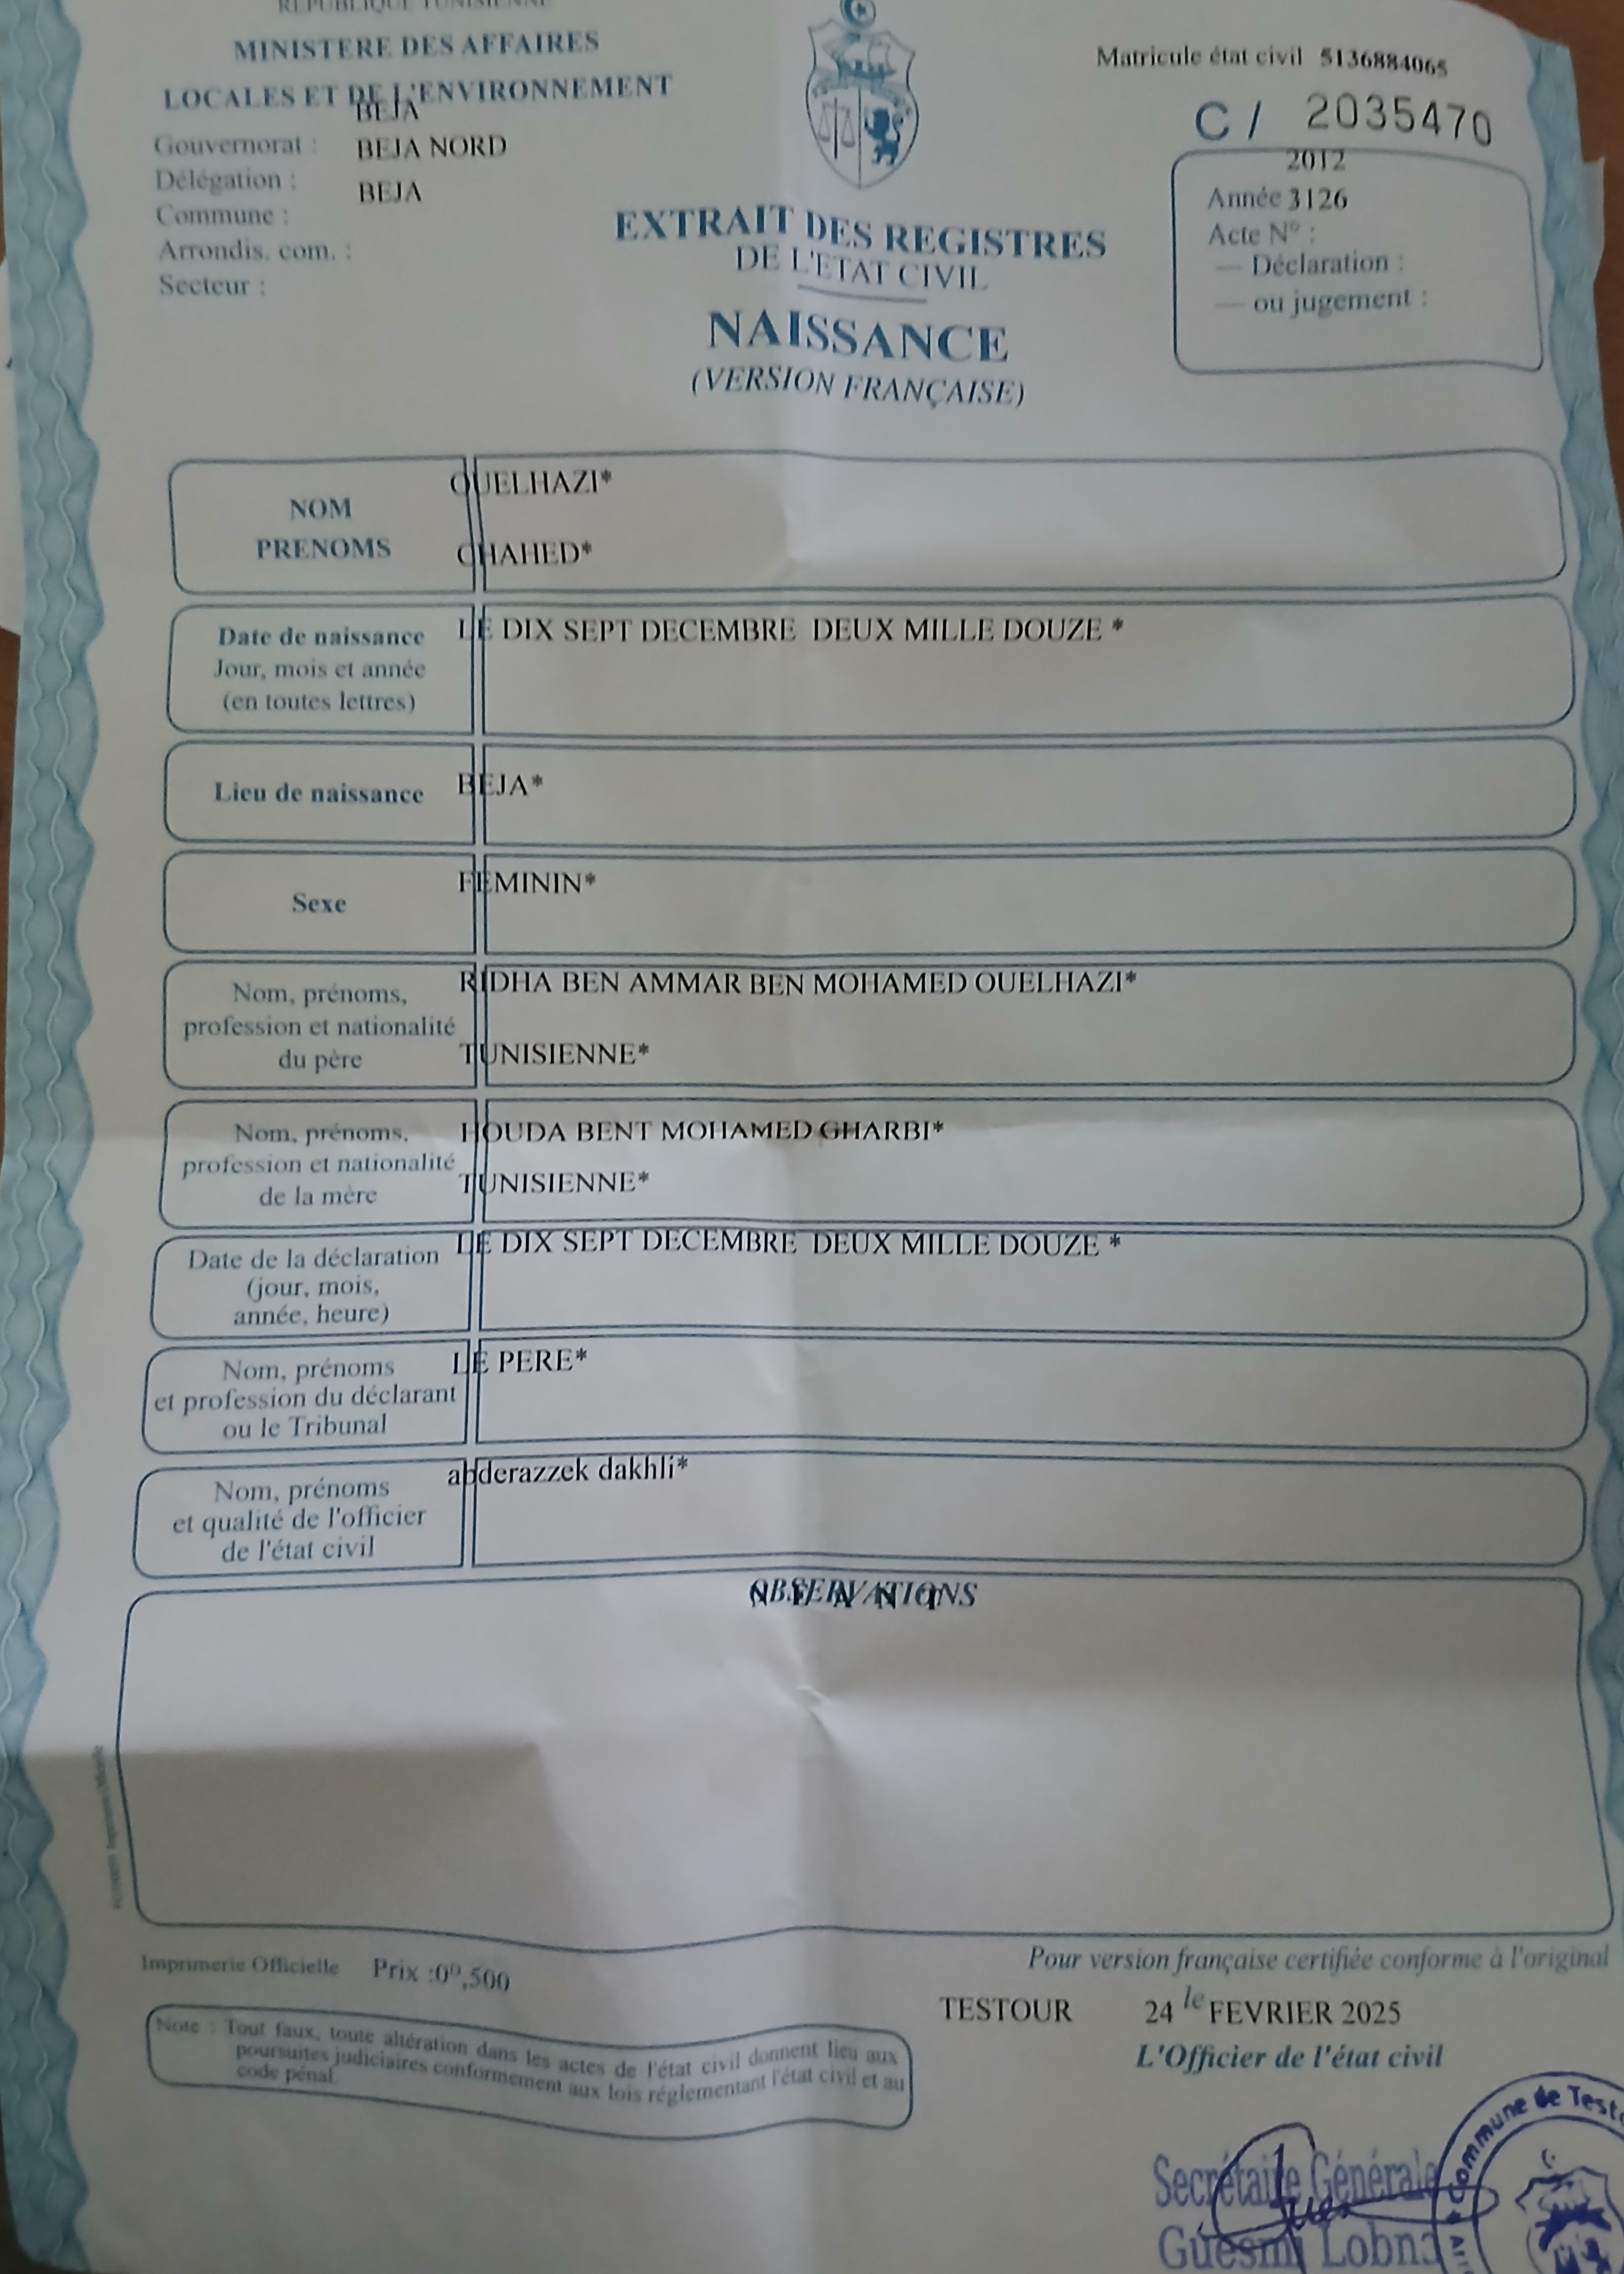 REPUBLIQUE TUNISIENNE
MINISTERE DES AFFAIRES
LOCALES ET DE L'ENVIRONNEMENT
BEJA
Gouvernorat : BEJA NORD
Délégation : BEJA
Commune :
Arrondis. com. :
Secteur :
Matricule état civil 5136884065
C / 2035470
2012
Année 3126
Acte N° :
— Déclaration :
— ou jugement :
EXTRAIT DES REGISTRES
DE L'ETAT CIVIL
NAISSANCE
(VERSION FRANÇAISE)
NOM
PRENOMS
OUELHAZI*
CHAHED*
Date de naissance
Jour, mois et année
(en toutes lettres)
LE DIX SEPT DECEMBRE DEUX MILLE DOUZE *
Lieu de naissance
BEJA*
Sexe
FEMININ*
Nom, prénoms,
profession et nationalité
du père
RIDHA BEN AMMAR BEN MOHAMED OUELHAZI*
TUNISIENNE*
Nom, prénoms,
profession et nationalité
de la mère
HOUDA BENT MOHAMED GHARBI*
TUNISIENNE*
Date de la déclaration
(jour, mois,
année, heure)
LE DIX SEPT DECEMBRE DEUX MILLE DOUZE *
Nom, prénoms
et profession du déclarant
ou le Tribunal
LE PERE*
Nom, prénoms
et qualité de l'officier
de l'état civil
abderazzek dakhli*
OBSERVATIONS
N E A N T
Imprimerie Officielle Prix :0D,500
Pour version française certifiée conforme à l'original
TESTOUR 24 le FEVRIER 2025
L'Officier de l'état civil
Note : Tout faux, toute altération dans les actes de l'état civil donnent lieu aux
poursuites judiciaires conformement aux lois réglementant l'état civil et au
code pénal.
Secrétaire Générale
Guesmi Lobna
Commune de Testo